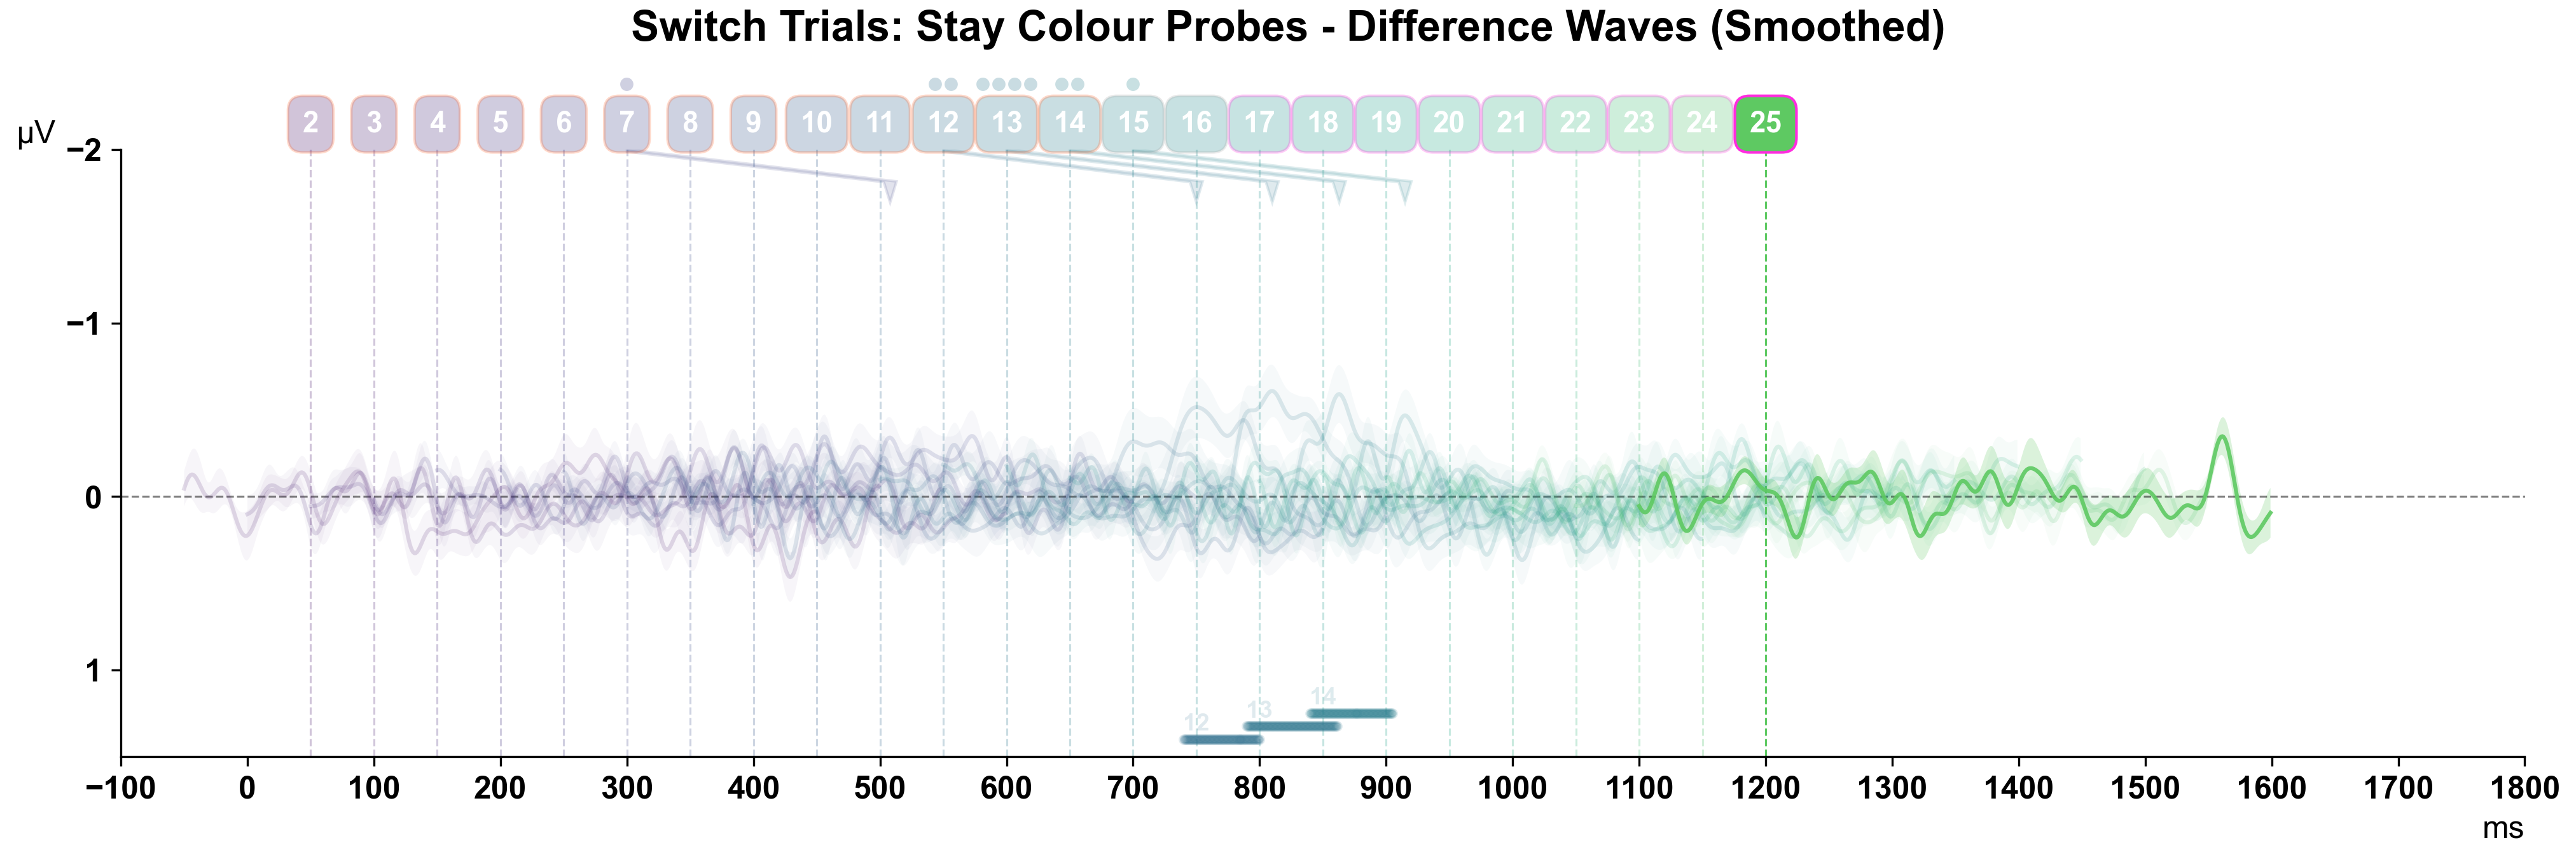 Switch Trials: Stay Colour Probes - Difference Waves (Smoothed)
2 3 4 5 6 7 8 9 10 11 12 13 14 15 16 17 18 19 20 21 22 23 24 25
µV
−2
−1
0
1
14
13
12
−100 0 100 200 300 400 500 600 700 800 900 1000 1100 1200 1300 1400 1500 1600 1700 1800
ms